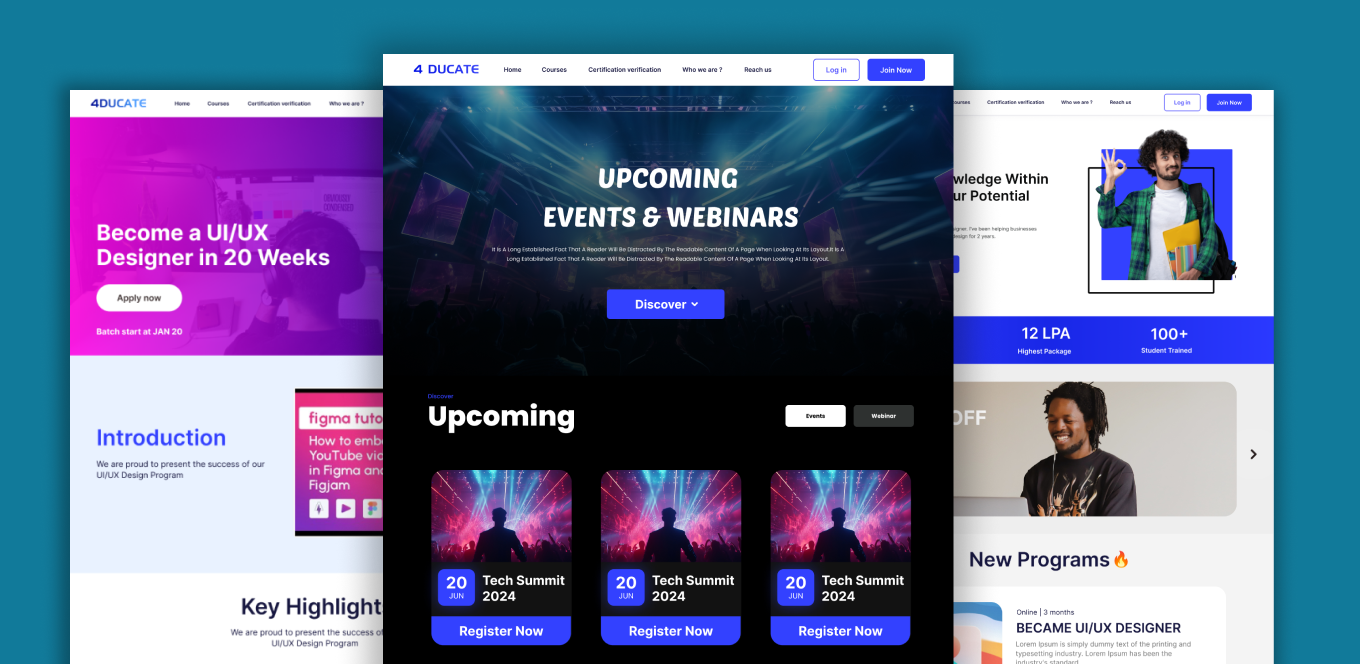 4DUCATE
Home
Courses
Certification verification
Who we are ?
Become a UI/UX
Designer in 20 Weeks
Apply now
Batch start at JAN 20
Introduction
We are proud to present the success of our
UI/UX Design Program
figma tuto
How to emb
YouTube vid
in Figma and
Figjam
Key Highlight
We are proud to present the success of
UI/UX Design Program
4 DUCATE
Home
Courses
Certification verification
Who we are ?
Reach us
Log in
Join Now
UPCOMING
EVENTS & WEBINARS
It Is A Long Established Fact That A Reader Will Be Distracted By The Readable Content Of A Page When Looking At Its Layout.It Is A
Long Established Fact That A Reader Will Be Distracted By The Readable Content Of A Page When Looking At Its Layout.
Discover
Discover
Upcoming
Events
Webinar
20
JUN
Tech Summit
2024
Register Now
20
JUN
Tech Summit
2024
Register Now
20
JUN
Tech Summit
2024
Register Now
ourses
Certification verification
Who we are ?
Reach us
Log in
Join Now
wledge Within
ur Potential
igner. I've been helping businesses
design for 2 years.
12 LPA
Highest Package
100+
Student Trained
OFF
New Programs
Online | 3 months
BECAME UI/UX DESIGNER
Lorem Ipsum is simply dummy text of the printing and
typesetting industry. Lorem Ipsum has been the
industry's standard